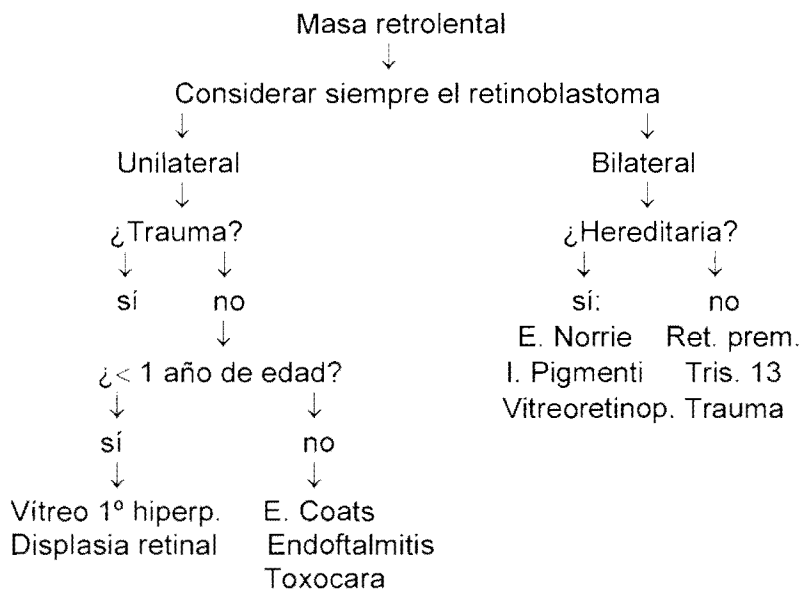 Masa retrolental
Considerar siempre el retinoblastoma
Unilateral Bilateral
¿Trauma? ¿Hereditaria?
sí no sí: no
E. Norrie Ret. prem.
¿< 1 año de edad? I. Pigmenti Tris. 13
Vitreoretinop. Trauma
sí no
Vítreo 1º hiperp. E. Coats
Displasia retinal Endoftalmitis
Toxocara